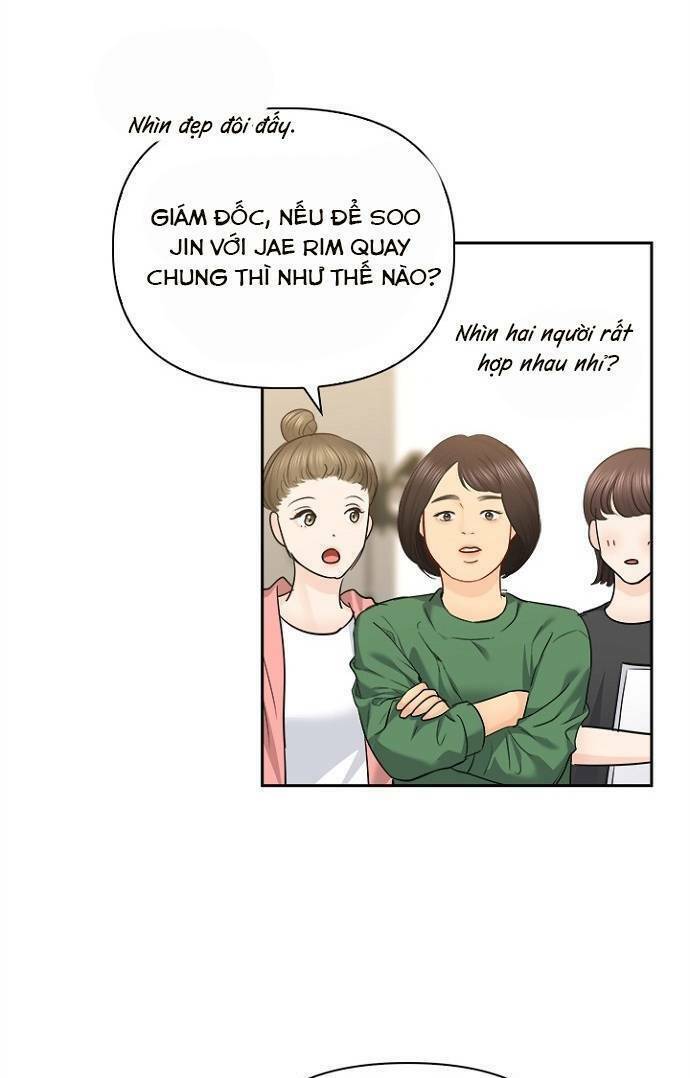 Nhìn đẹp đôi đấy.
GIÁM ĐỐC, NẾU ĐỂ SOO
JIN VỚI JAE RIM QUAY
CHUNG THÌ NHƯ THẾ NÀO?
Nhìn hai người rất
hợp nhau nhỉ?